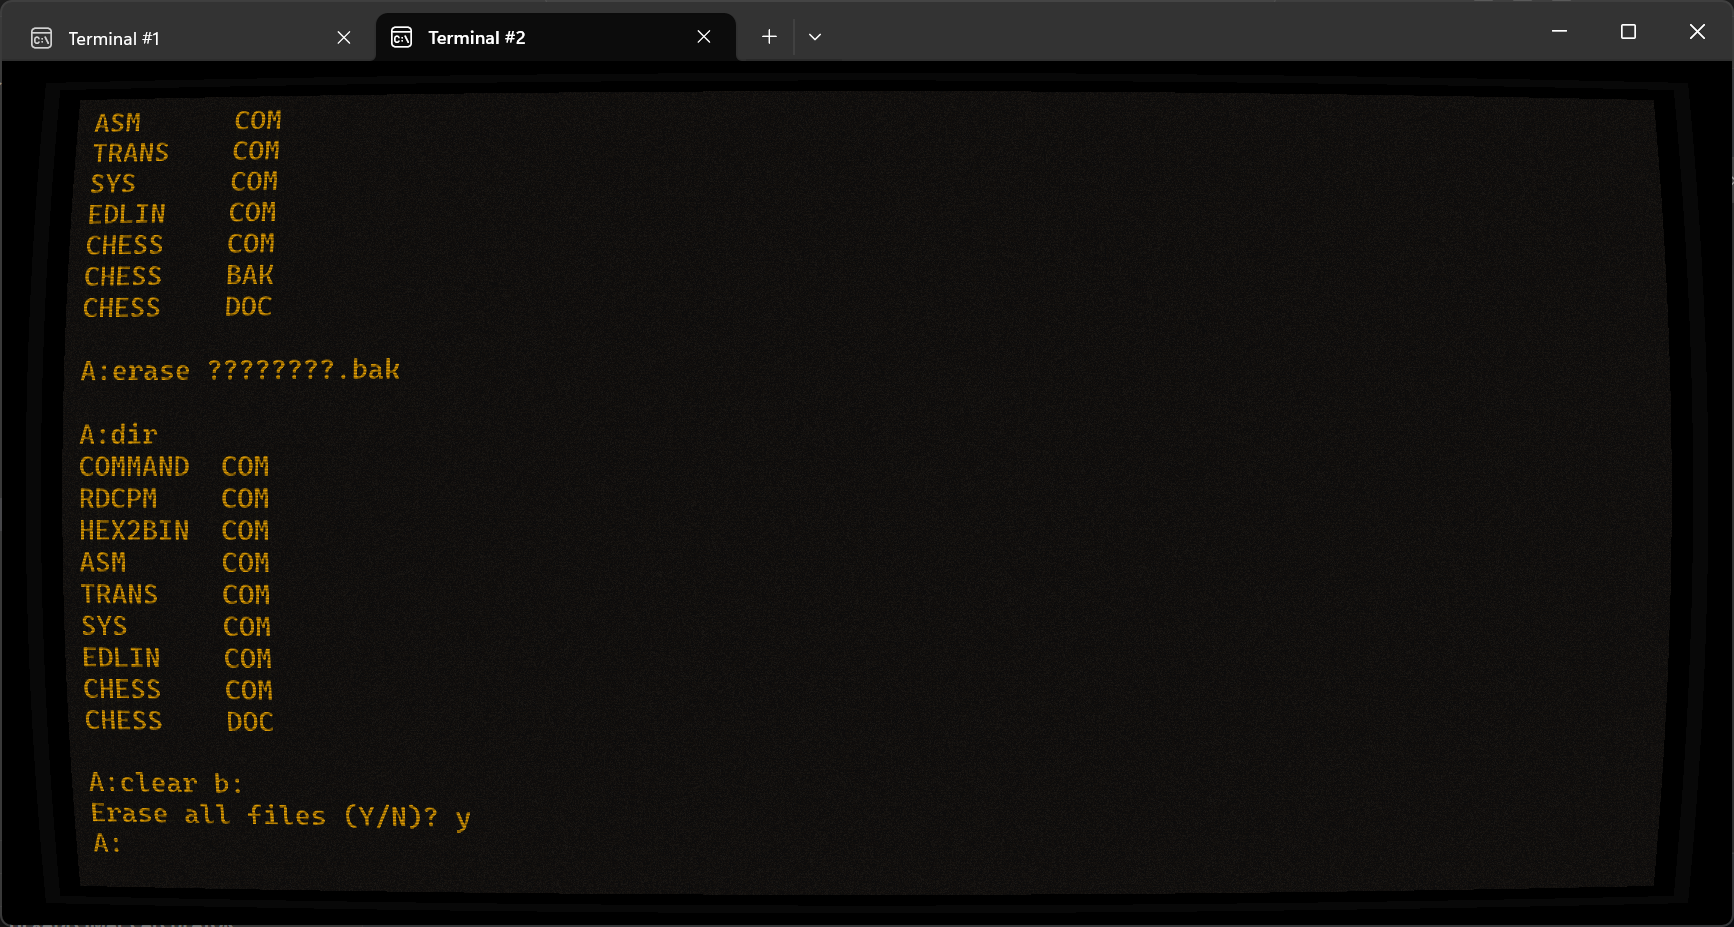 Terminal #1 Terminal #2
ASM COM
TRANS COM
SYS COM
EDLIN COM
CHESS COM
CHESS BAK
CHESS DOC
A:erase ????????.bak
A:dir
COMMAND COM
RDCPM COM
HEX2BIN COM
ASM COM
TRANS COM
SYS COM
EDLIN COM
CHESS COM
CHESS DOC
A:clear b:
Erase all files (Y/N)? y
A: